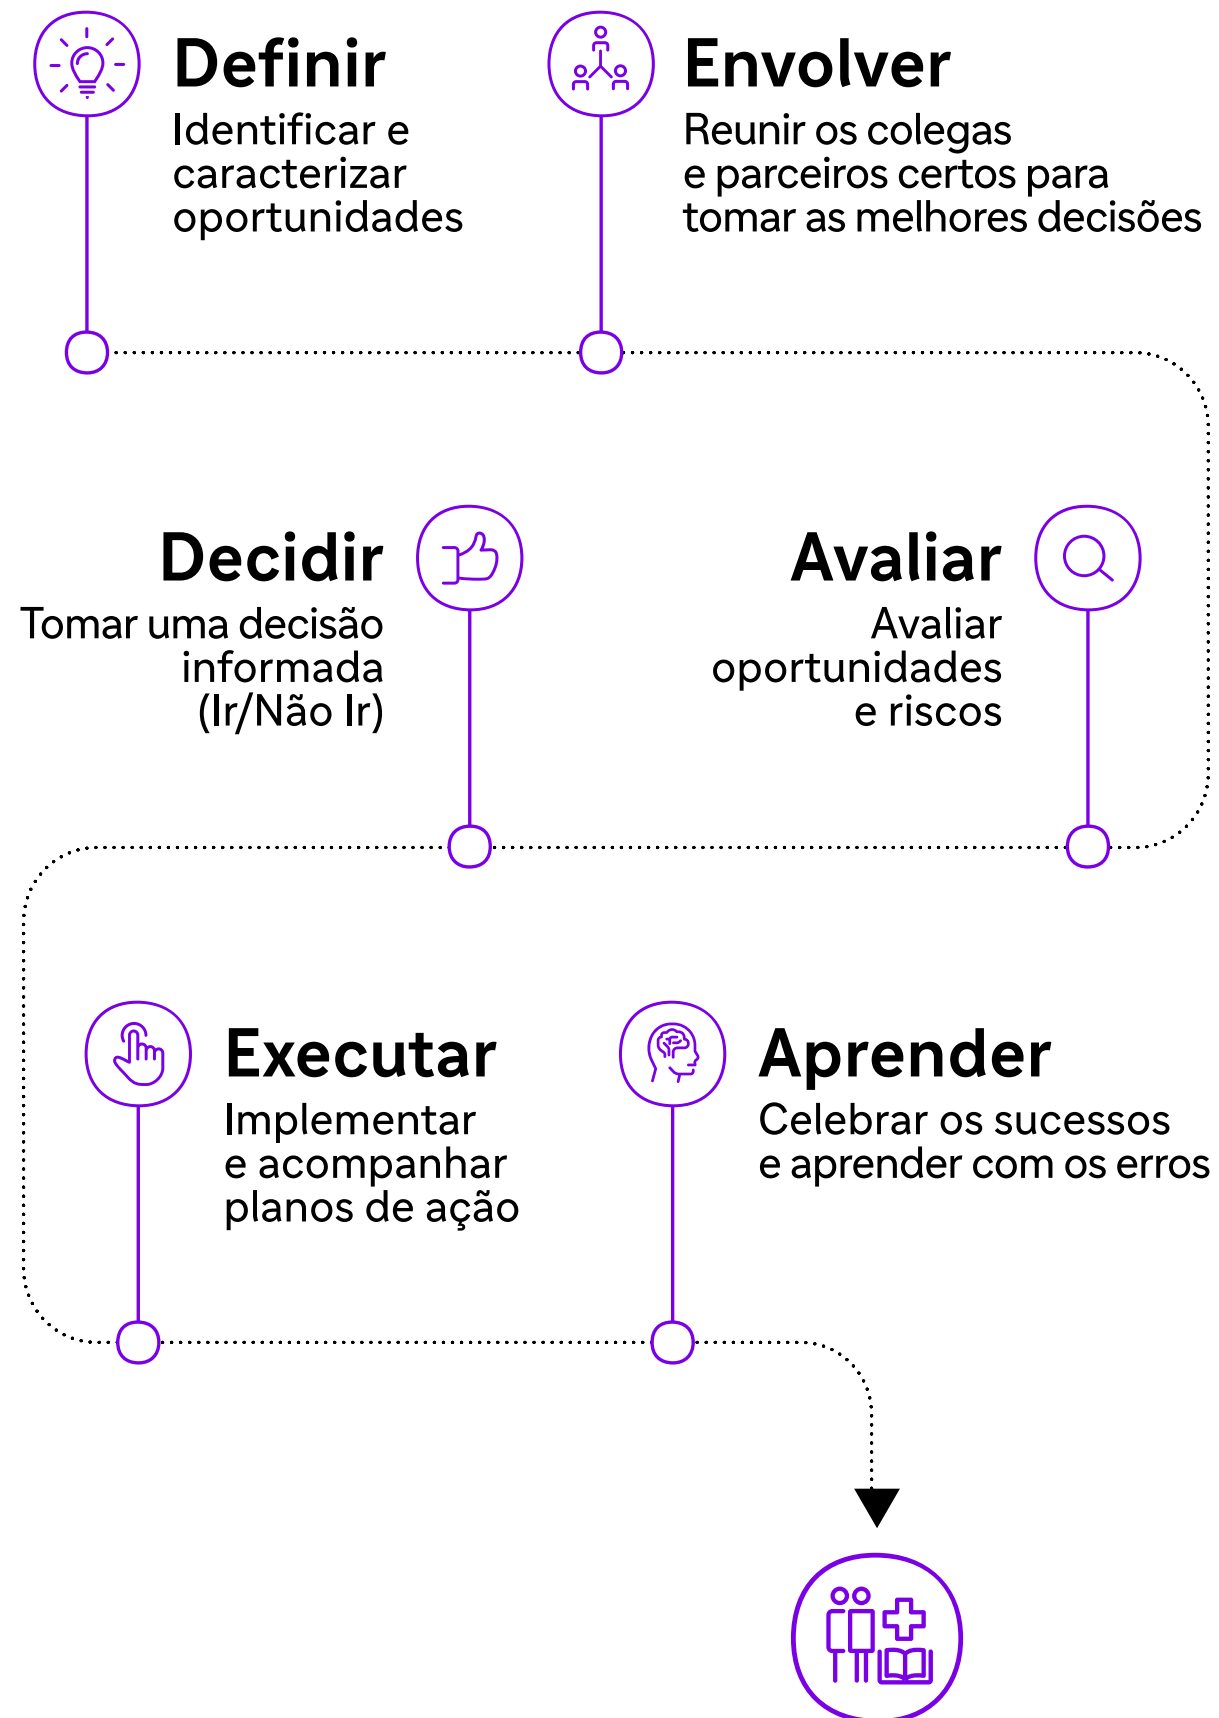 Definir
Identificar e
caracterizar
oportunidades
Envolver
Reunir os colegas
e parceiros certos para
tomar as melhores decisões
Avaliar
Avaliar
oportunidades
e riscos
Decidir
Tomar uma decisão
informada
(Ir/Não Ir)
Executar
Implementar
e acompanhar
planos de ação
Aprender
Celebrar os sucessos
e aprender com os erros